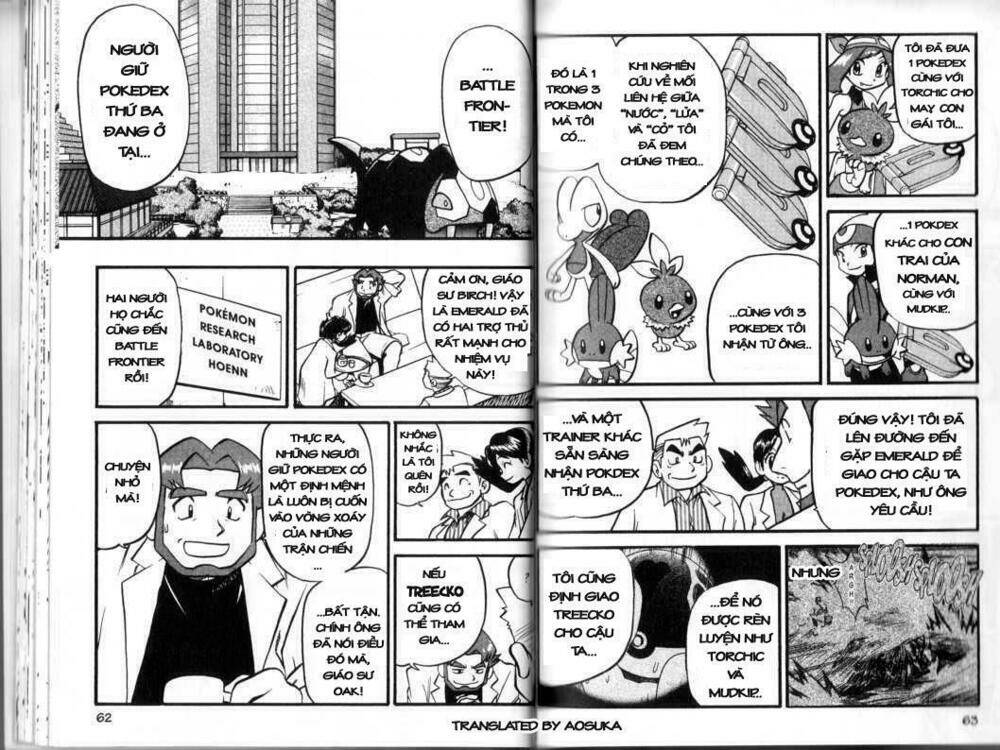 NGƯỜI
GIỮ
POKEDEX
THỨ BA
ĐANG Ở
TẠI...
...
BATTLE
FRON-
TIER!
HAI NGƯỜI
HỌ CHẮC
CŨNG ĐẾN
BATTLE
FRONTIER
RỒI!
POKÉMON
RESEARCH
LABORATORY
HOENN
CẢM ƠN, GIÁO
SƯ BIRCH! VẬY
LÀ EMERALD ĐÃ
CÓ HAI TRỢ THỦ
RẤT MẠNH CHO
NHIỆM VỤ
NÀY!
CHUYỆN
NHỎ
MÀ!
THỰC RA,
NHỮNG NGƯỜI
GIỮ POKEDEX CÓ
MỘT ĐỊNH MỆNH
LÀ LUÔN BỊ CUỐN
VÀO VÒNG XOÁY
CỦA NHỮNG
TRẬN CHIẾN
...
...BẤT TẬN.
CHÍNH ÔNG
ĐÃ NÓI ĐIỀU
ĐÓ MÀ,
GIÁO SƯ
OAK!
KHÔNG
NHẮC
LÀ TÔI
QUÊN
RỒI!
NẾU
TREECKO
CŨNG CÓ
THỂ THAM
GIA...
62
ĐÓ LÀ 1
TRONG 3
POKEMON
MÀ TÔI
CÓ...
KHI NGHIÊN
CỨU VỀ MỐI
LIÊN HỆ GIỮA
"NƯỚC", "LỬA"
VÀ "CỎ" TÔI
ĐÃ ĐEM
CHÚNG THEO...
...CÙNG VỚI 3
POKEDEX TÔI
NHẬN TỪ ÔNG..
TÔI ĐÃ ĐƯA
1 POKEDEX
CÙNG VỚI
TORCHIC CHO
MAY CON
GÁI TÔI...
...1 POKDEX
KHÁC CHO CON
TRAI CỦA
NORMAN,
CÙNG VỚI
MUDKIP..
...VÀ MỘT
TRAINER KHÁC
SẴN SÀNG
NHẬN POKDEX
THỨ BA...
ĐÚNG VẬY! TÔI ĐÃ
LÊN ĐƯỜNG ĐẾN
GẶP EMERALD ĐỂ
GIAO CHO CẬU TA
POKEDEX, NHƯ ÔNG
YÊU CẦU!
TÔI CŨNG
ĐỊNH GIAO
TREECKO
CHO CẬU
TA...
...ĐỂ NÓ
ĐƯỢC RÈN
LUYỆN NHƯ
TORCHIC
VÀ
MUDKIP..
NHƯNG
ARGH
63
TRANSLATED BY AOSUKA